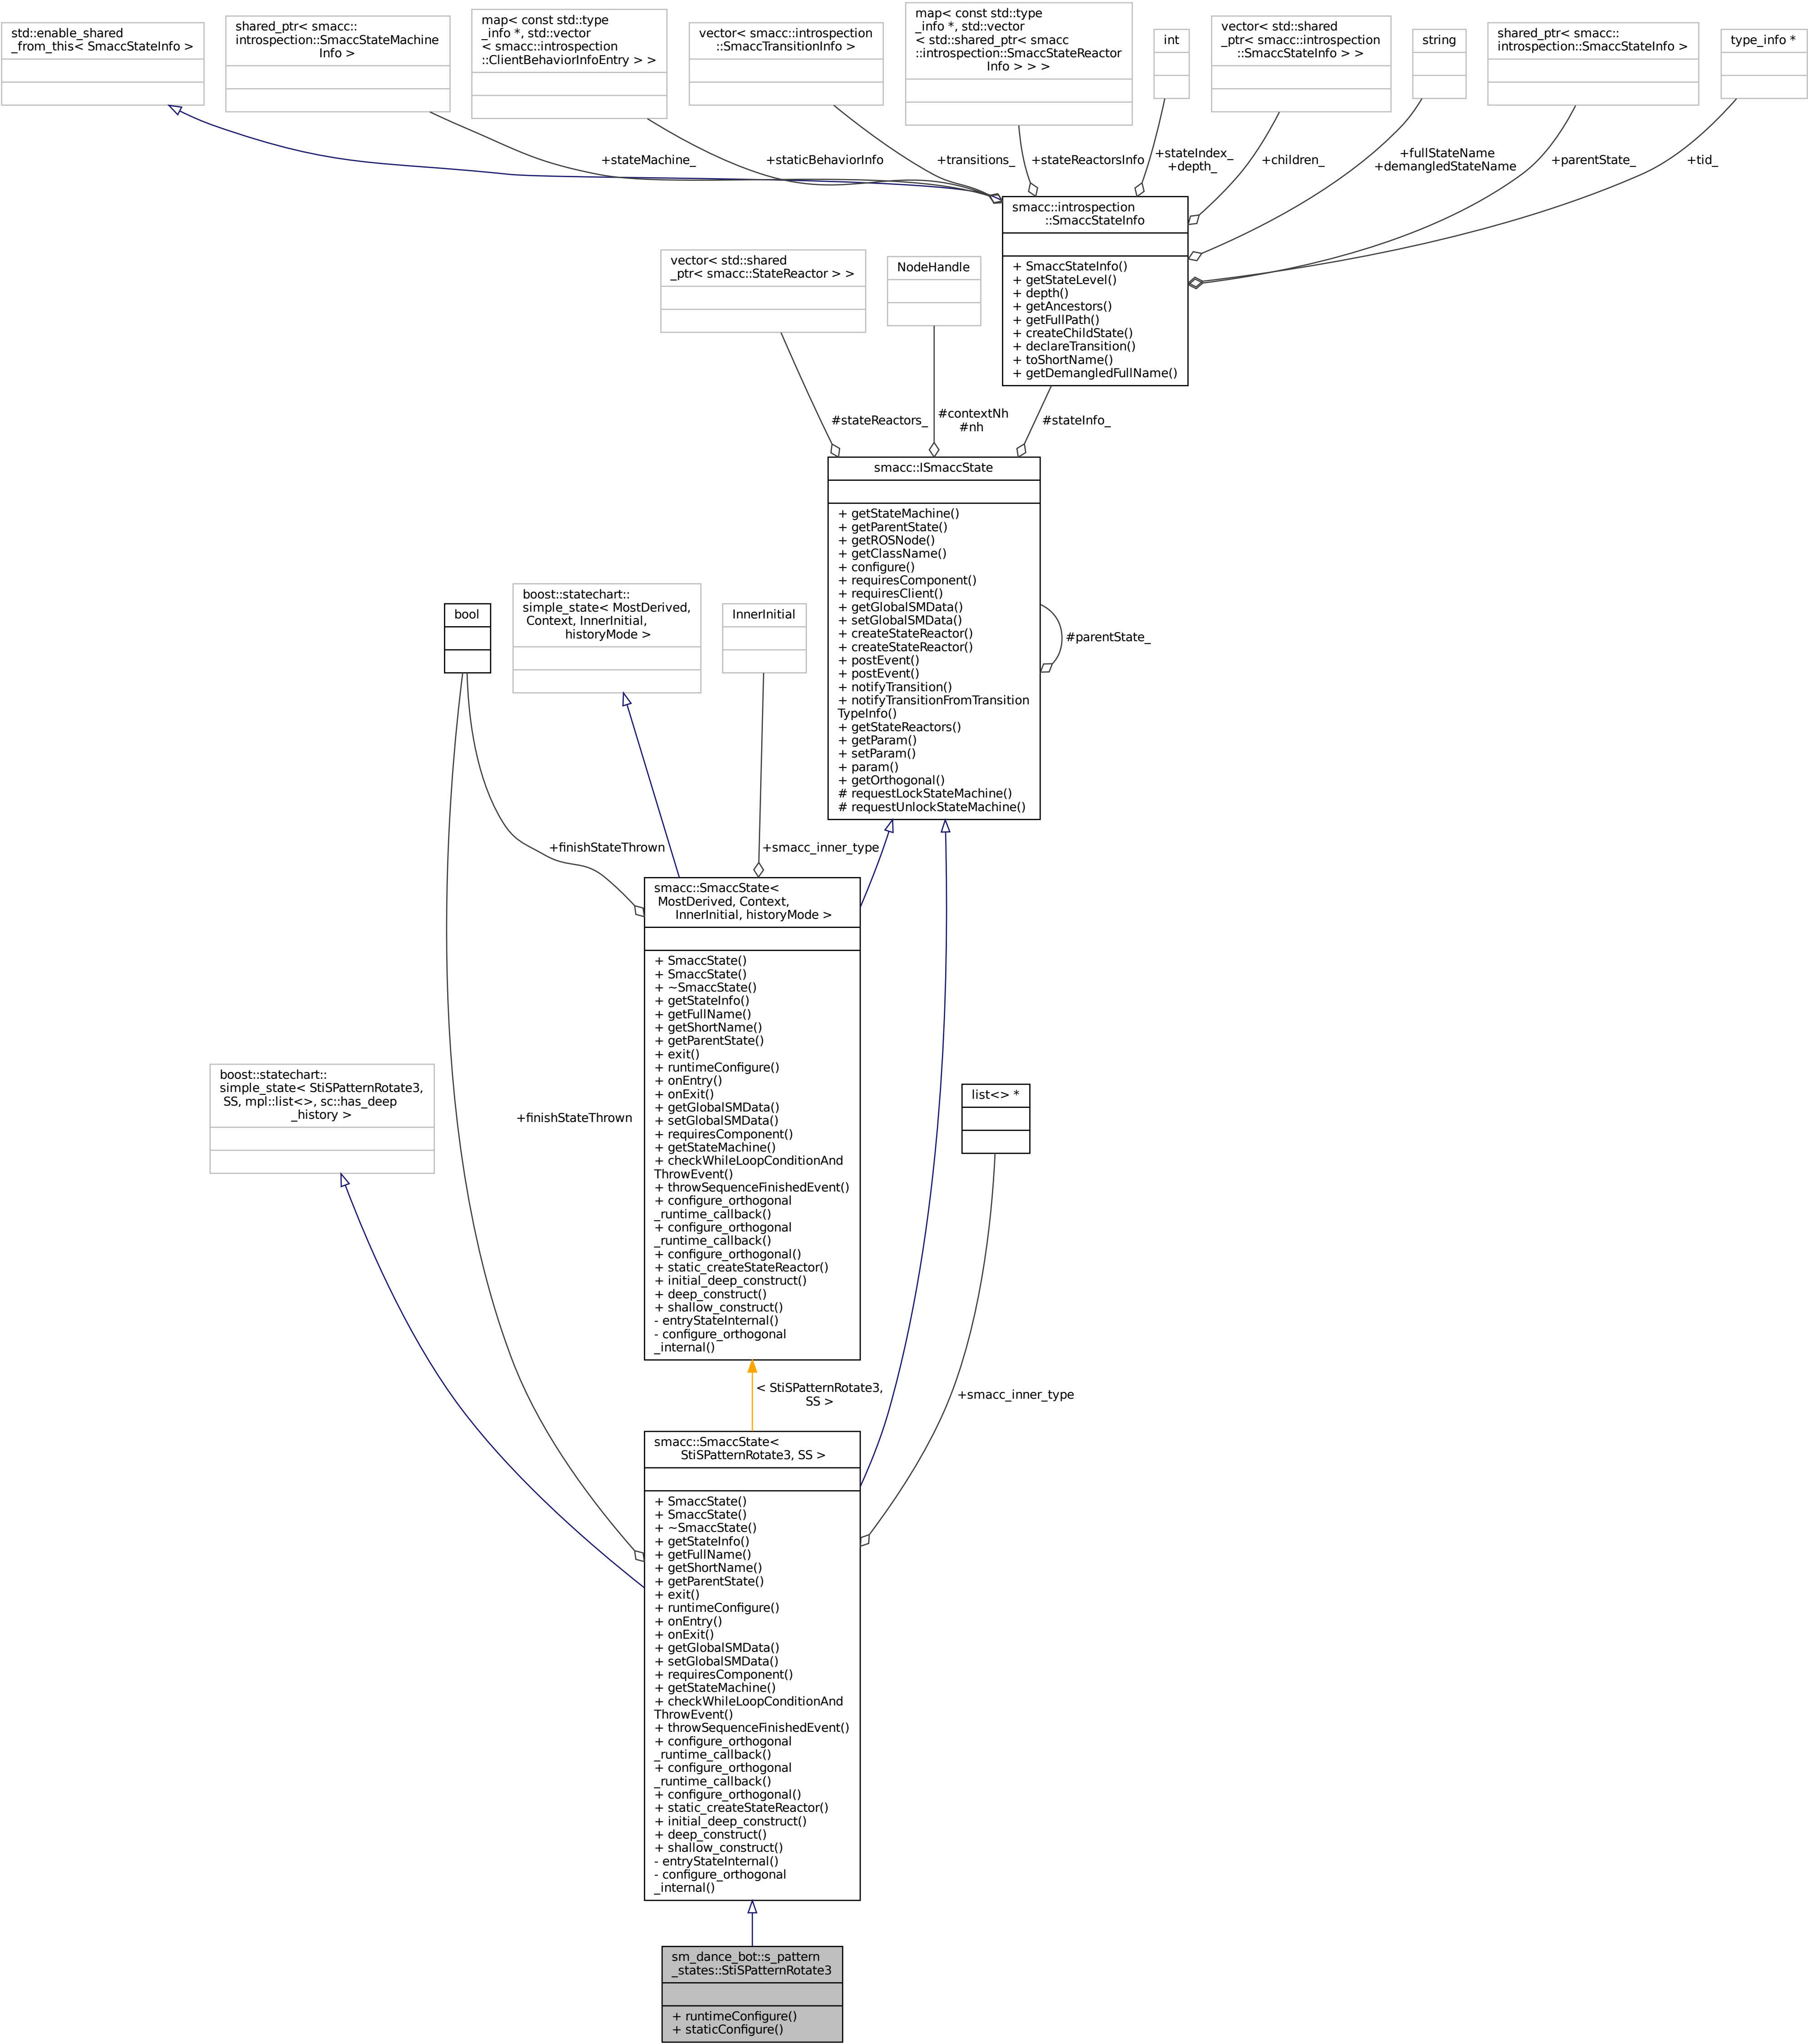 std::enable_shared
_from_this< SmaccStateInfo >
shared_ptr< smacc::
introspection::SmaccStateMachine
Info >
map< const std::type
_info *, std::vector
< smacc::introspection
::ClientBehaviorInfoEntry > >
vector< smacc::introspection
::SmaccTransitionInfo >
map< const std::type
_info *, std::vector
< std::shared_ptr< smacc
::introspection::SmaccStateReactor
Info > > >
int
vector< std::shared
_ptr< smacc::introspection
::SmaccStateInfo > >
string
shared_ptr< smacc::
introspection::SmaccStateInfo >
type_info *
+stateMachine_
+staticBehaviorInfo
+transitions_
+stateReactorsInfo
+stateIndex_
+depth_
+children_
+fullStateName
+demangledStateName
+parentState_
+tid_
smacc::introspection
::SmaccStateInfo
+ SmaccStateInfo()
+ getStateLevel()
+ depth()
+ getAncestors()
+ getFullPath()
+ createChildState()
+ declareTransition()
+ toShortName()
+ getDemangledFullName()
vector< std::shared
_ptr< smacc::StateReactor > >
NodeHandle
#stateReactors_
#contextNh
#nh
#stateInfo_
smacc::ISmaccState
+ getStateMachine()
+ getParentState()
+ getROSNode()
+ getClassName()
+ configure()
+ requiresComponent()
+ requiresClient()
+ getGlobalSMData()
+ setGlobalSMData()
+ createStateReactor()
+ createStateReactor()
+ postEvent()
+ postEvent()
+ notifyTransition()
+ notifyTransitionFromTransition
TypeInfo()
+ getStateReactors()
+ getParam()
+ setParam()
+ param()
+ getOrthogonal()
# requestLockStateMachine()
# requestUnlockStateMachine()
#parentState_
bool
boost::statechart::
simple_state< MostDerived,
Context, InnerInitial,
historyMode >
InnerInitial
+finishStateThrown
+smacc_inner_type
smacc::SmaccState<
MostDerived, Context,
InnerInitial, historyMode >
+ SmaccState()
+ SmaccState()
+ ~SmaccState()
+ getStateInfo()
+ getFullName()
+ getShortName()
+ getParentState()
+ exit()
+ runtimeConfigure()
+ onEntry()
+ onExit()
+ getGlobalSMData()
+ setGlobalSMData()
+ requiresComponent()
+ getStateMachine()
+ checkWhileLoopConditionAnd
ThrowEvent()
+ throwSequenceFinishedEvent()
+ configure_orthogonal
_runtime_callback()
+ configure_orthogonal
_runtime_callback()
+ configure_orthogonal()
+ static_createStateReactor()
+ initial_deep_construct()
+ deep_construct()
+ shallow_construct()
- entryStateInternal()
- configure_orthogonal
_internal()
boost::statechart::
simple_state< StiSPatternRotate3,
SS, mpl::list<>, sc::has_deep
_history >
+finishStateThrown
list<> *
< StiSPatternRotate3,
SS >
+smacc_inner_type
smacc::SmaccState<
StiSPatternRotate3, SS >
+ SmaccState()
+ SmaccState()
+ ~SmaccState()
+ getStateInfo()
+ getFullName()
+ getShortName()
+ getParentState()
+ exit()
+ runtimeConfigure()
+ onEntry()
+ onExit()
+ getGlobalSMData()
+ setGlobalSMData()
+ requiresComponent()
+ getStateMachine()
+ checkWhileLoopConditionAnd
ThrowEvent()
+ throwSequenceFinishedEvent()
+ configure_orthogonal
_runtime_callback()
+ configure_orthogonal
_runtime_callback()
+ configure_orthogonal()
+ static_createStateReactor()
+ initial_deep_construct()
+ deep_construct()
+ shallow_construct()
- entryStateInternal()
- configure_orthogonal
_internal()
sm_dance_bot::s_pattern
_states::StiSPatternRotate3
+ runtimeConfigure()
+ staticConfigure()